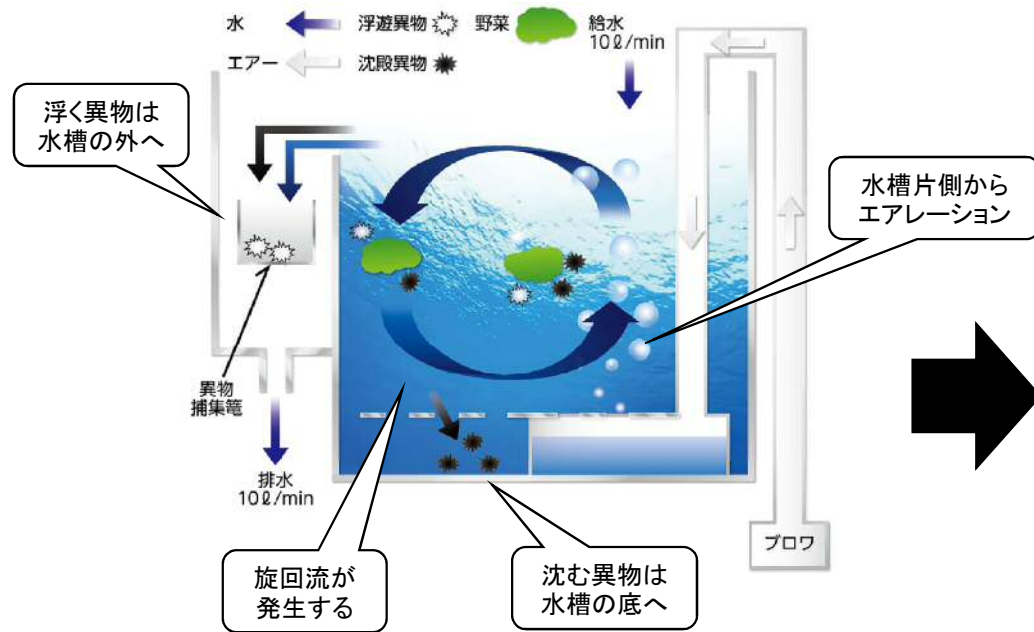 水 浮遊異物 野菜 給水
10ℓ/min
エアー 沈殿異物
浮く異物は
水槽の外へ
水槽片側から
エアレーション
異物
捕集篭
排水
10ℓ/min
旋回流が
発生する
沈む異物は
水槽の底へ
ブロワ